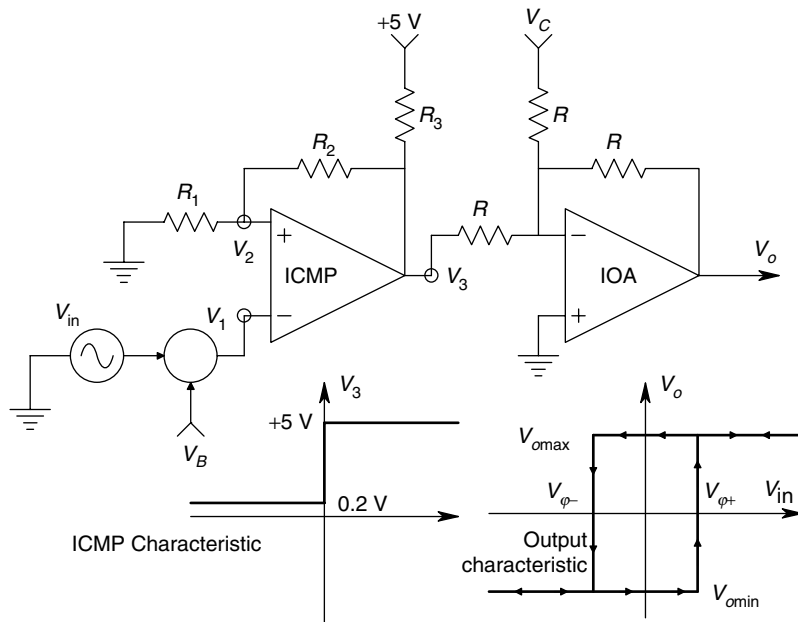 +5 V
V_C
R_3
R
R_2
R
R_1
R
+
−
V_2
ICMP
V_3
IOA
V_o
−
+
V_in
V_1
V_B
V_3
+5 V
0.2 V
ICMP Characteristic
V_o
V_omax
V_φ−
V_φ+
V_in
Output
characteristic
V_omin